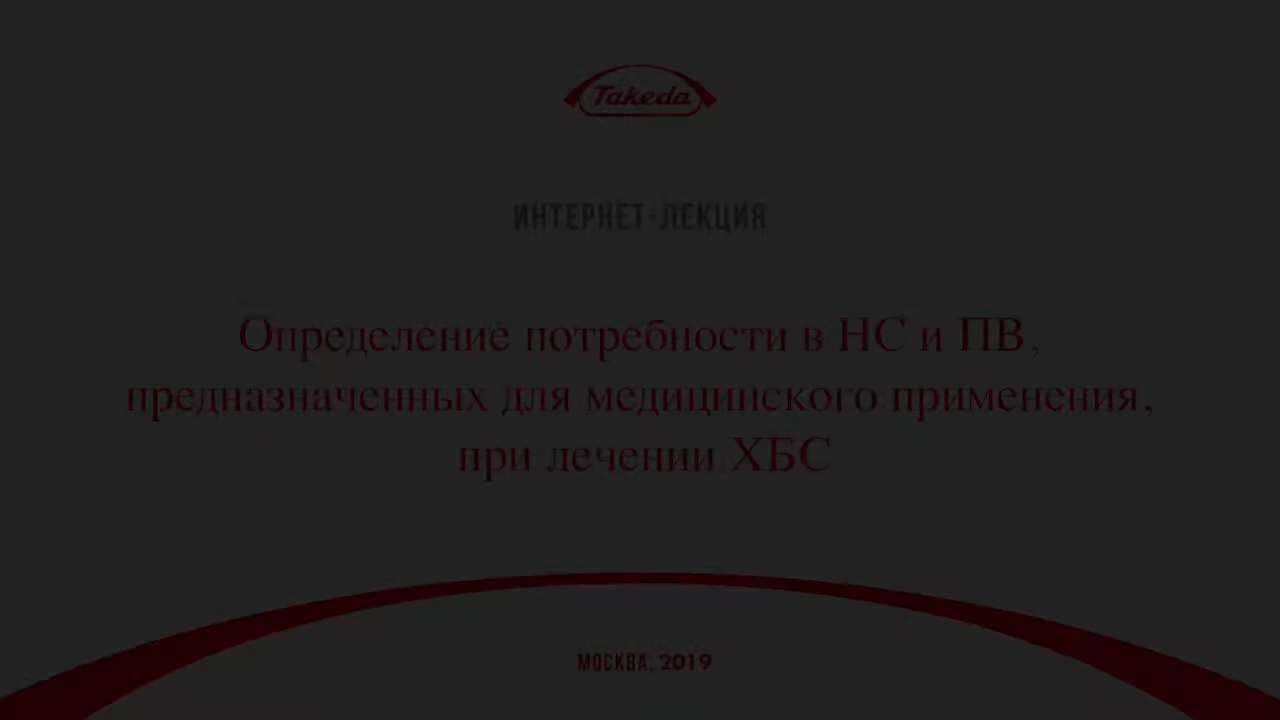 Takeda
ИНТЕРНЕТ-ЛЕКЦИЯ
Определение потребности в НС и ПВ,
предназначенных для медицинского применения,
при лечении ХБС
МОСКВА, 2019